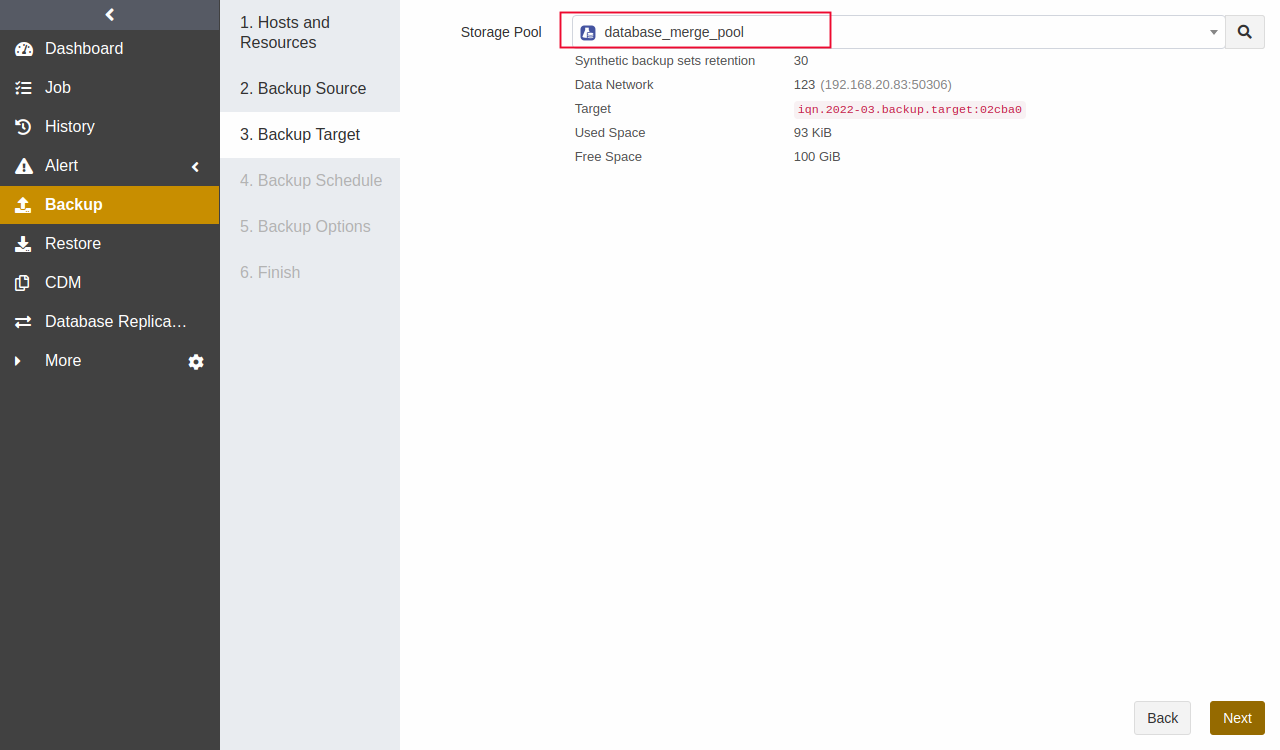 Dashboard
Job
History
Alert
Backup
Restore
CDM
Database Replica…
More
1. Hosts and
Resources
2. Backup Source
3. Backup Target
4. Backup Schedule
5. Backup Options
6. Finish
Storage Pool database_merge_pool
Synthetic backup sets retention 30
Data Network 123 (192.168.20.83:50306)
Target iqn.2022-03.backup.target:02cba0
Used Space 93 KiB
Free Space 100 GiB
Back Next